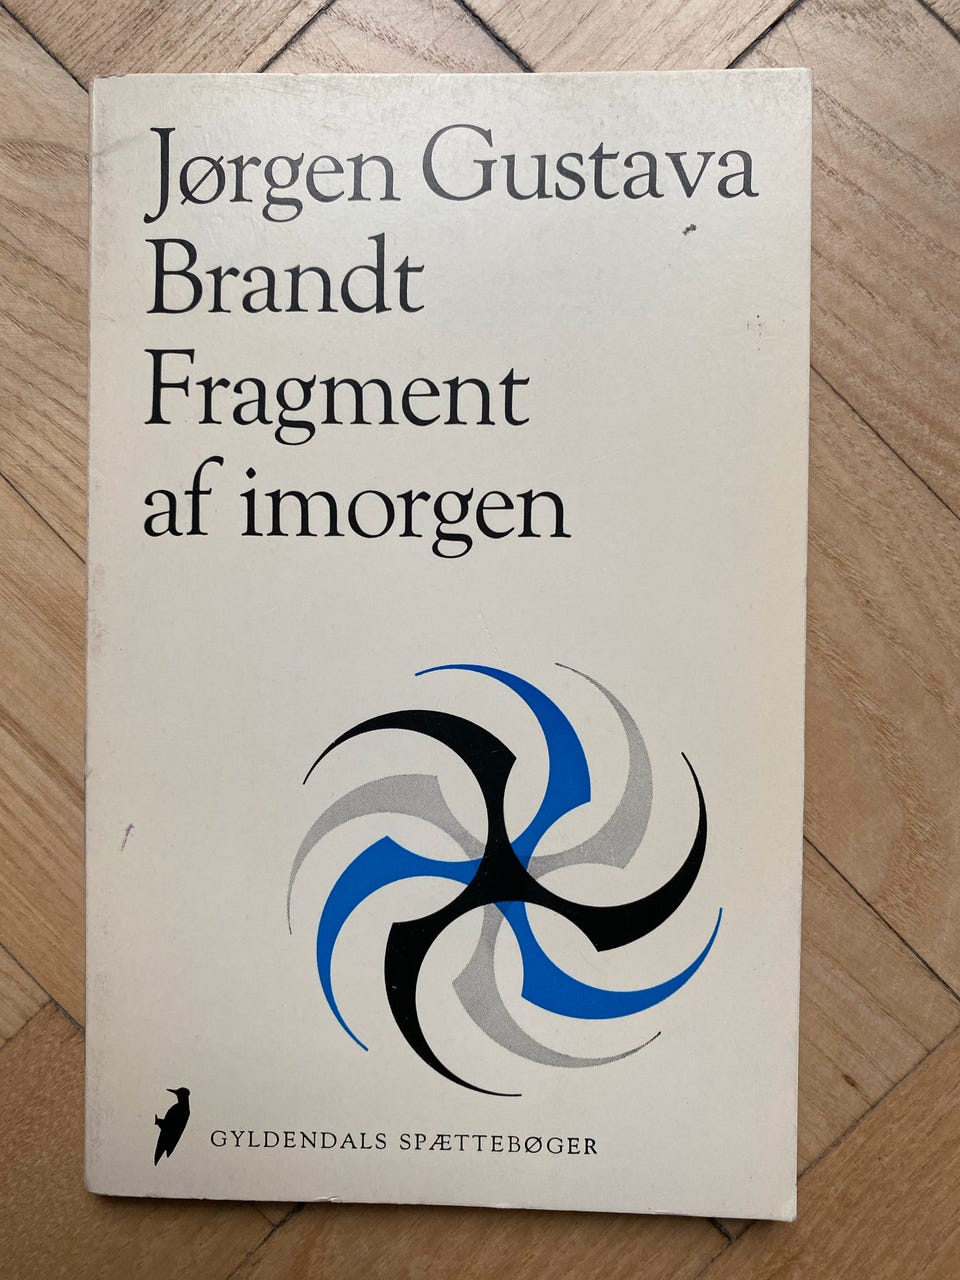 Jørgen Gustava
Brandt
Fragment
af imorgen
GYLDENDALS SPÆTTEBØGER